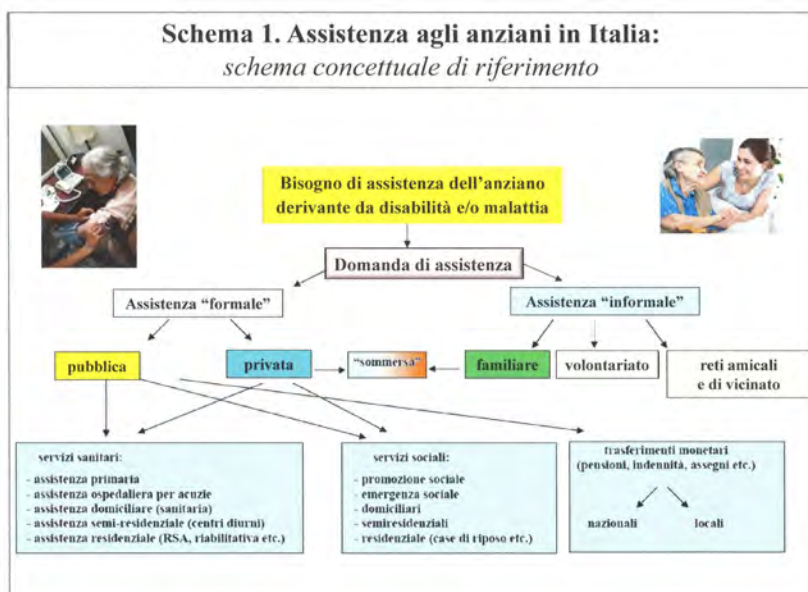 Schema 1. Assistenza agli anziani in Italia:
schema concettuale di riferimento
Bisogno di assistenza dell'anziano
derivante da disabilità e/o malattia
Domanda di assistenza
Assistenza “formale”
Assistenza “informale”
pubblica
privata
“sommersa”
familiare
volontariato
reti amicali
e di vicinato
servizi sanitari:
- assistenza primaria
- assistenza ospedaliera per acuzie
- assistenza domiciliare (sanitaria)
- assistenza semi-residenziale (centri diurni)
- assistenza residenziale (RSA, riabilitativa etc.)
servizi sociali:
- promozione sociale
- emergenza sociale
- domiciliari
- semiresidenziali
- residenziale (case di riposo etc.)
trasferimenti monetari
(pensioni, indennità, assegni etc.)
nazionali
locali